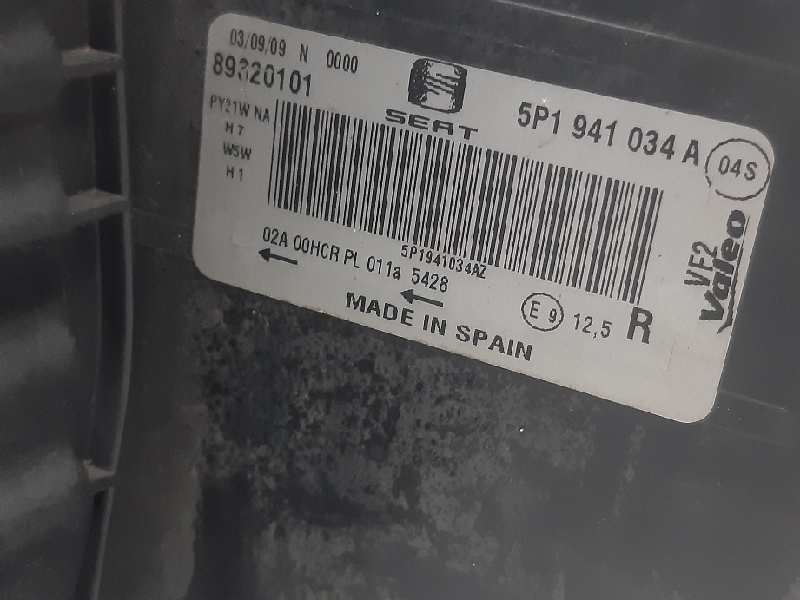 03/09/09 N 0000
89320101
SEAT
5P1 941 034 A
04S
PY21W NA
H7
W5W
H1
5P1941034AZ
02A 00HCR PL 011a 5428
MADE IN SPAIN
E 9 12,5 R
VF2
Valeo